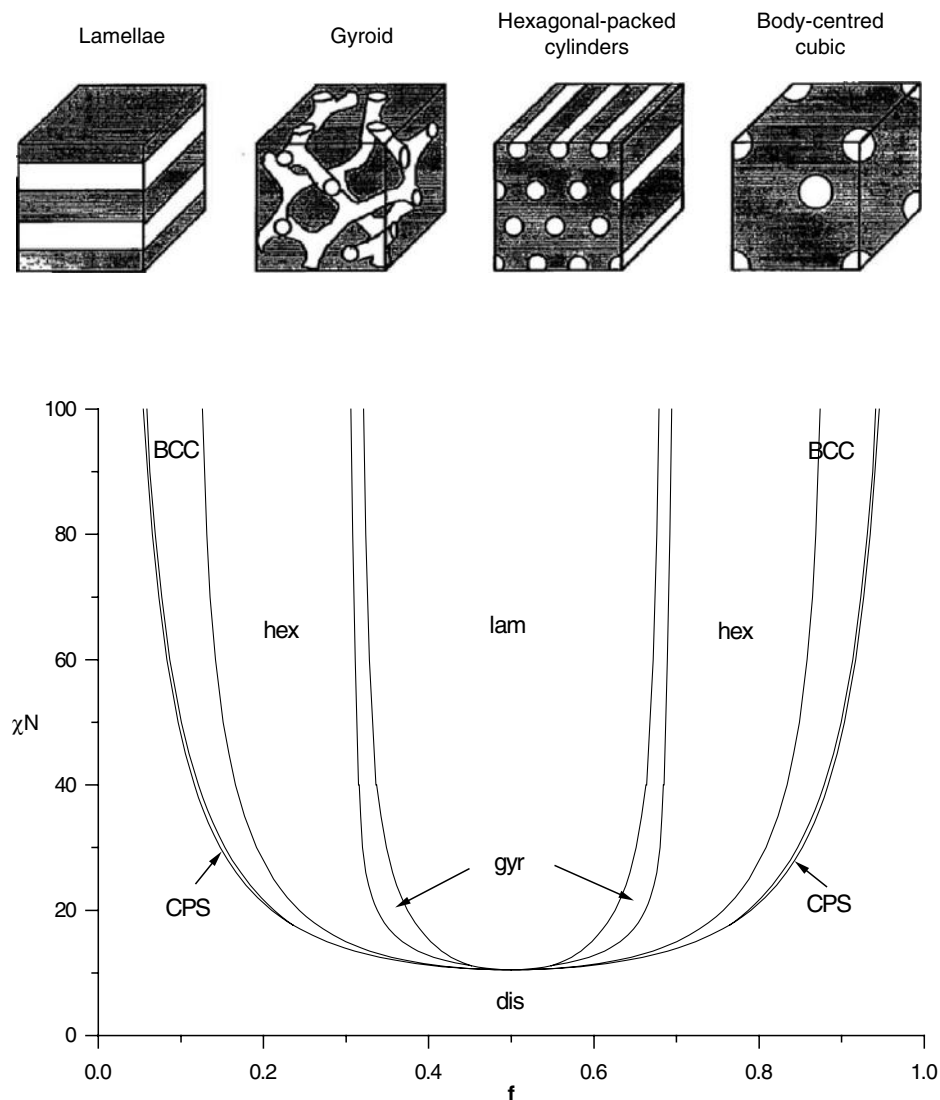 Lamellae
Gyroid
Hexagonal-packed
cylinders
Body-centred
cubic
100
80
60
40
20
0
χN
BCC
BCC
hex
lam
hex
gyr
CPS
CPS
dis
0.0
0.2
0.4
0.6
0.8
1.0
f